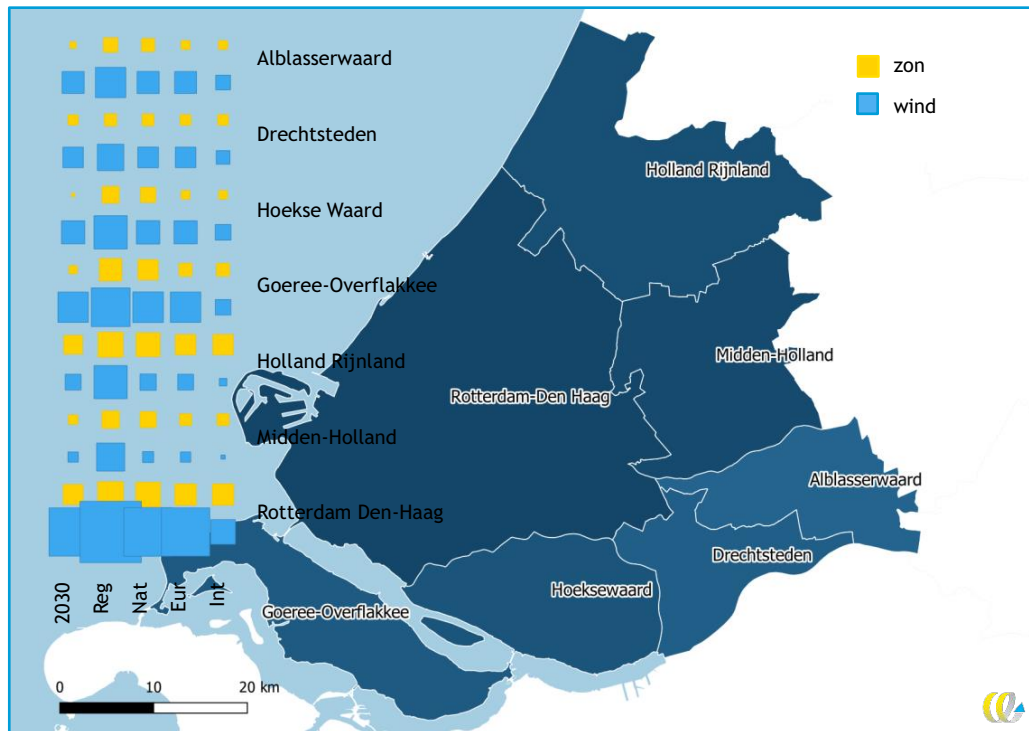 Alblasserwaard
Drechtsteden
Hoekse Waard
Goeree-Overflakkee
Holland Rijnland
Midden-Holland
Rotterdam Den-Haag
2030
Reg
Nat
Eur
Int
0 10 20 km
zon
wind
Holland Rijnland
Midden-Holland
Rotterdam-Den Haag
Alblasserwaard
Drechtsteden
Hoeksewaard
Goeree-Overflakkee